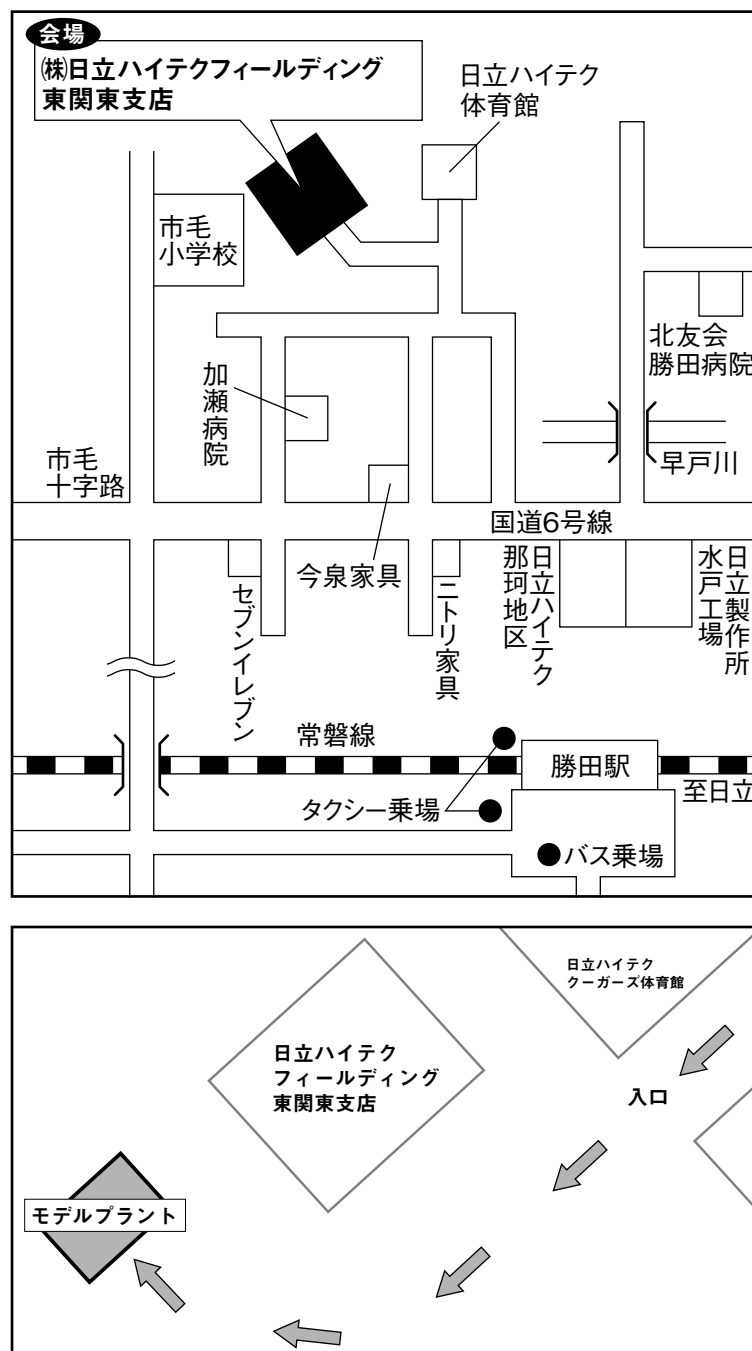 会場
㈱日立ハイテクフィールディング
東関東支店
日立ハイテク
体育館
市毛
小学校
北友会
勝田病院
加瀬病院
市毛
十字路
早戸川
国道6号線
今泉家具
セブンイレブン
ニトリ家具
日立ハイテク
那珂地区
日立製作所
水戸工場
常磐線
勝田駅
至日立
タクシー乗場
バス乗場
日立ハイテク
クーガーズ体育館
日立ハイテク
フィールディング
東関東支店
入口
モデルプラント